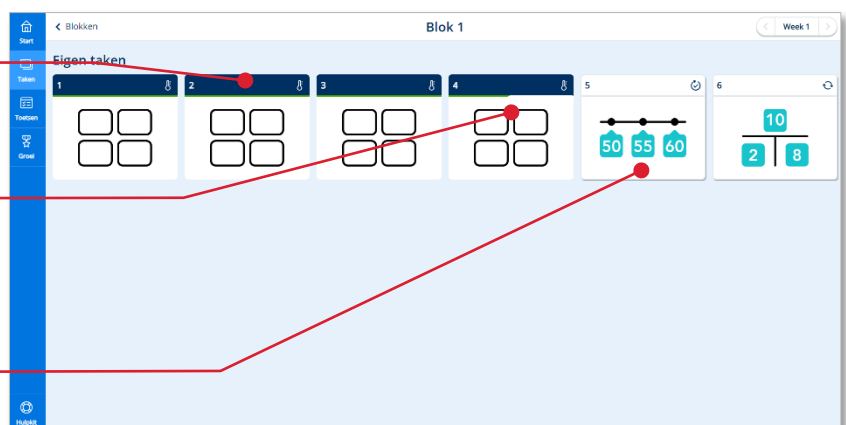 Start
Taken
Toetsen
Groei
Hulpkit
Blokken
Blok 1
Week 1
Eigen taken
1
2
3
4
5
6
50 55 60
10
2 8